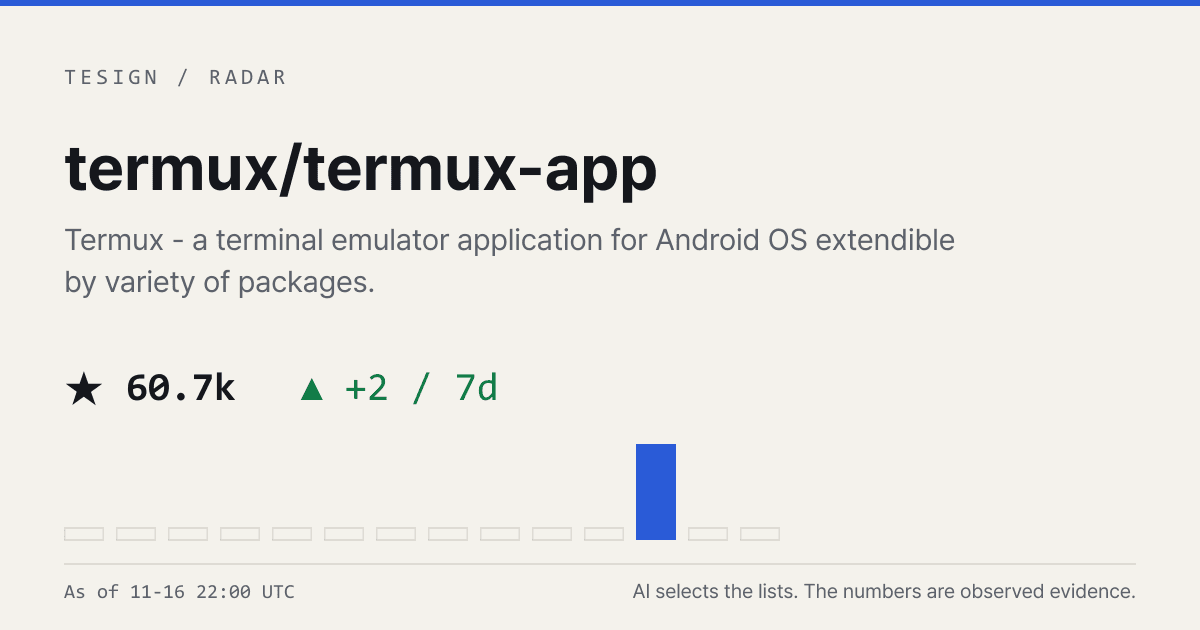 TESIGN / RADAR
termux/termux-app
Termux - a terminal emulator application for Android OS extendible
by variety of packages.
★ 60.7k ▲ +2 / 7d
As of 11-16 22:00 UTC
AI selects the lists. The numbers are observed evidence.